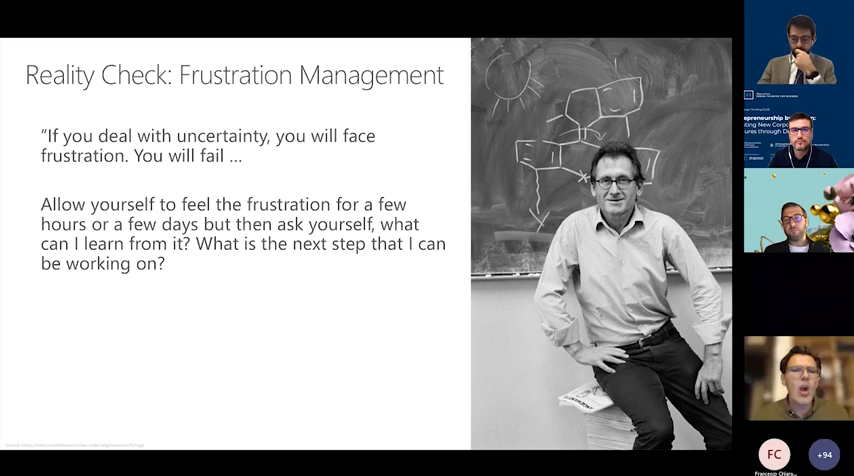 Reality Check: Frustration Management
“If you deal with uncertainty, you will face
frustration. You will fail ...
Allow yourself to feel the frustration for a few
hours or a few days but then ask yourself, what
can I learn from it? What is the next step that I can
be working on?
FC
+94
Francesco Chiara...